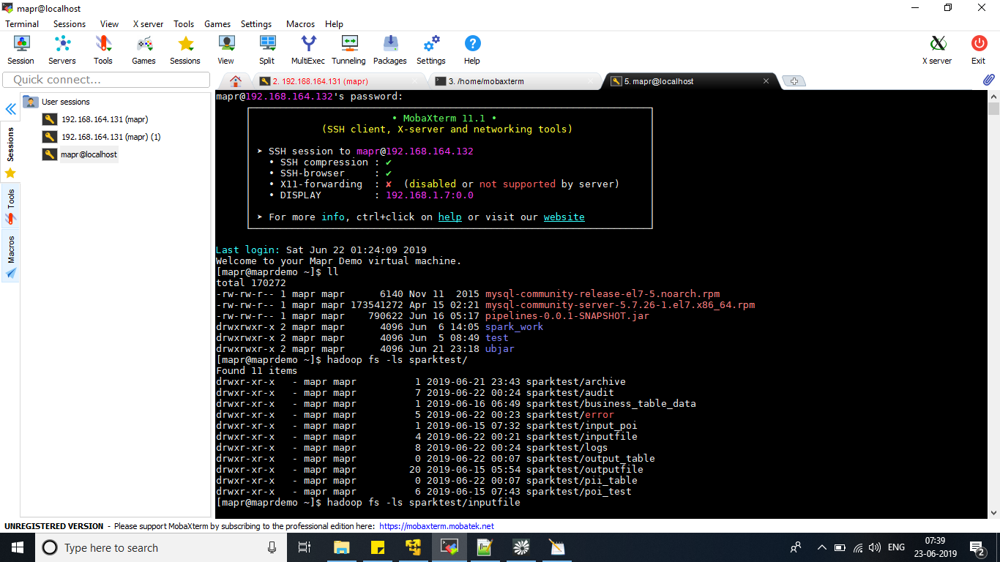 mapr@localhost
Terminal Sessions View X server Tools Games Settings Macros Help
Session Servers Tools Games Sessions View Split MultiExec Tunneling Packages Settings Help X server Exit
Quick connect...
2. 192.168.164.131 (mapr)
3. /home/mobaxterm
5. mapr@localhost
User sessions
192.168.164.131 (mapr)
192.168.164.131 (mapr) (1)
mapr@localhost
Sessions
Tools
Macros
mapr@192.168.164.132's password:
• MobaXterm 11.1 •
(SSH client, X-server and networking tools)
➤ SSH session to mapr@192.168.164.132
• SSH compression : ✔
• SSH-browser : ✔
• X11-forwarding : ✘ (disabled or not supported by server)
• DISPLAY : 192.168.1.7:0.0
➤ For more info, ctrl+click on help or visit our website
Last login: Sat Jun 22 01:24:09 2019
Welcome to your Mapr Demo virtual machine.
[mapr@maprdemo ~]$ ll
total 170272
-rw-rw-r-- 1 mapr mapr 6140 Nov 11 2015 mysql-community-release-el7-5.noarch.rpm
-rw-rw-r-- 1 mapr mapr 173541272 Apr 15 02:21 mysql-community-server-5.7.26-1.el7.x86_64.rpm
-rw-rw-r-- 1 mapr mapr 790622 Jun 16 05:17 pipelines-0.0.1-SNAPSHOT.jar
drwxrwxr-x 2 mapr mapr 4096 Jun 6 14:05 spark_work
drwxrwxr-x 2 mapr mapr 4096 Jun 5 08:49 test
drwxrwxr-x 2 mapr mapr 4096 Jun 21 23:18 ubjar
[mapr@maprdemo ~]$ hadoop fs -ls sparktest/
Found 11 items
drwxr-xr-x - mapr mapr 1 2019-06-21 23:43 sparktest/archive
drwxr-xr-x - mapr mapr 7 2019-06-22 00:24 sparktest/audit
drwxr-xr-x - mapr mapr 1 2019-06-16 06:49 sparktest/business_table_data
drwxr-xr-x - mapr mapr 5 2019-06-22 00:23 sparktest/error
drwxr-xr-x - mapr mapr 1 2019-06-15 07:32 sparktest/input_poi
drwxr-xr-x - mapr mapr 4 2019-06-22 00:21 sparktest/inputfile
drwxr-xr-x - mapr mapr 8 2019-06-22 00:24 sparktest/logs
drwxr-xr-x - mapr mapr 0 2019-06-22 00:07 sparktest/output_table
drwxr-xr-x - mapr mapr 20 2019-06-15 05:54 sparktest/outputfile
drwxr-xr-x - mapr mapr 0 2019-06-22 00:07 sparktest/pii_table
drwxr-xr-x - mapr mapr 6 2019-06-15 07:43 sparktest/poi_test
[mapr@maprdemo ~]$ hadoop fs -ls sparktest/inputfile
UNREGISTERED VERSION - Please support MobaXterm by subscribing to the professional edition here: https://mobaxterm.mobatek.net
Type here to search
ENG
07:39
23-06-2019
2